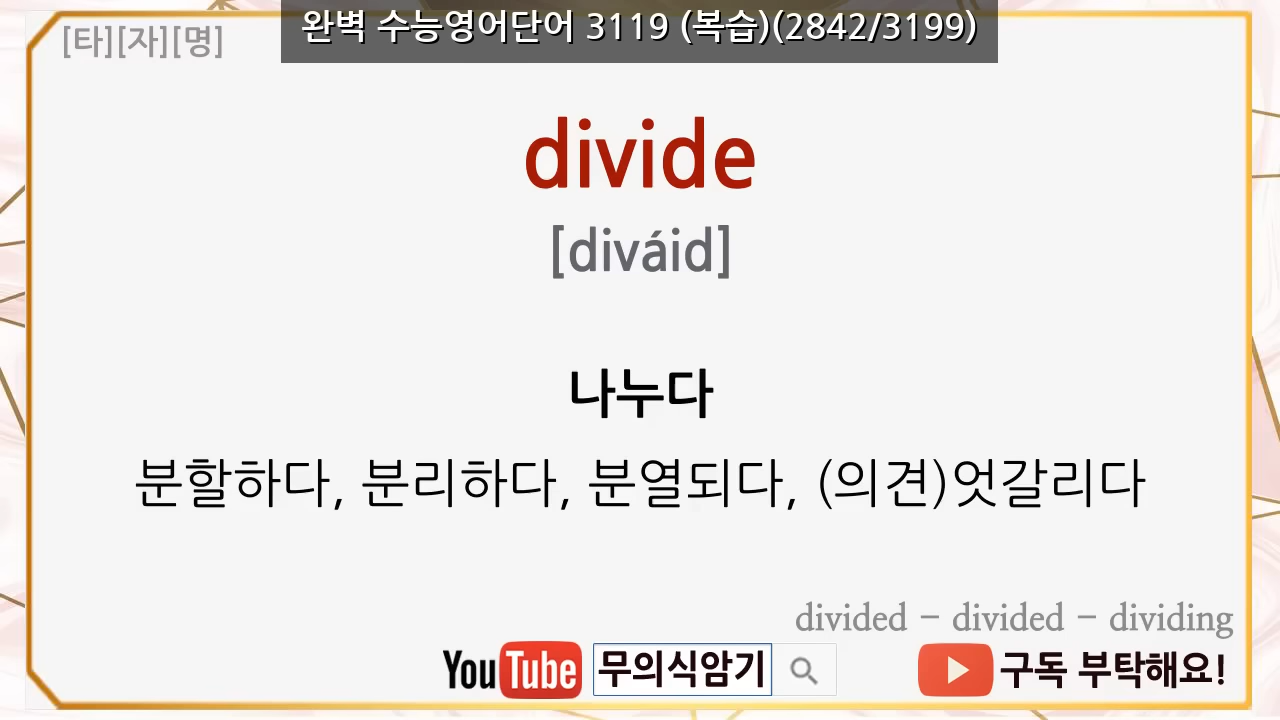 완벽 수능영어단어 3119 (복습)(2842/3199)
[타][자][명]
divide
[diváid]
나누다
분할하다, 분리하다, 분열되다, (의견)엇갈리다
divided - divided - dividing
YouTube 무의식암기 구독 부탁해요!